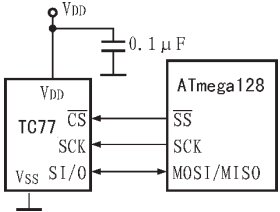 VDD
0.1μF
VDD
ATmega128
TC77
CS
SS
SCK
SCK
VSS
SI/O
MOSI/MISO